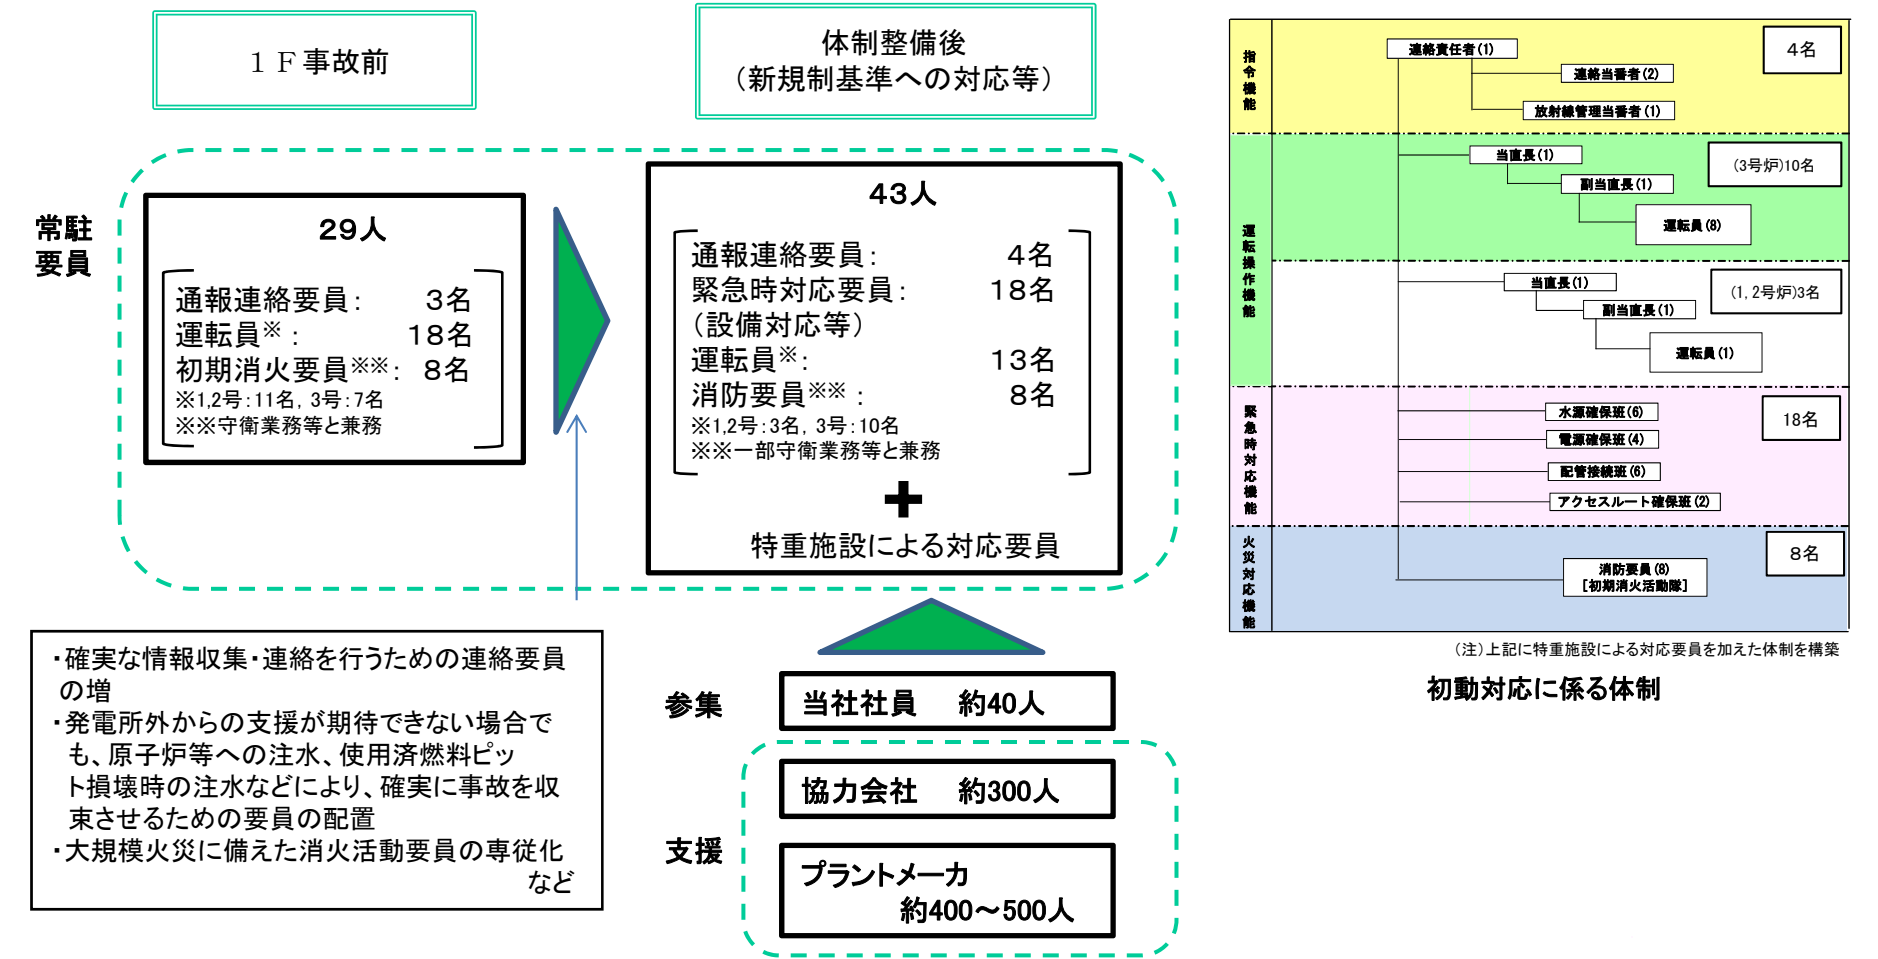 １Ｆ事故前
体制整備後
（新規制基準への対応等）
常駐
要員
29人
通報連絡要員： 3名
運転員※： 18名
初期消火要員※※： 8名
※1,2号：11名，3号：7名
※※守衛業務等と兼務
43人
通報連絡要員： 4名
緊急時対応要員： 18名
（設備対応等）
運転員※： 13名
消防要員※※： 8名
※1,2号：3名，3号：10名
※※一部守衛業務等と兼務
＋
特重施設による対応要員
・確実な情報収集・連絡を行うための連絡要員
の増
・発電所外からの支援が期待できない場合で
も、原子炉等への注水、使用済燃料ピッ
ト損壊時の注水などにより、確実に事故を収
束させるための要員の配置
・大規模火災に備えた消火活動要員の専従化
など
参集
当社社員 約40人
支援
協力会社 約300人
プラントメーカ
約400～500人
指令機能
連絡責任者(1)
4名
連絡当番者(2)
放射線管理当番者(1)
運転操作機能
当直長(1)
(3号炉)10名
副当直長(1)
運転員(8)
当直長(1)
(1,2号炉)3名
副当直長(1)
運転員(1)
緊急時対応機能
水源確保班(6)
18名
電源確保班(4)
配管接続班(6)
アクセスルート確保班(2)
火災対応機能
8名
消防要員(8)
[初期消火活動隊]
（注）上記に特重施設による対応要員を加えた体制を構築
初動対応に係る体制